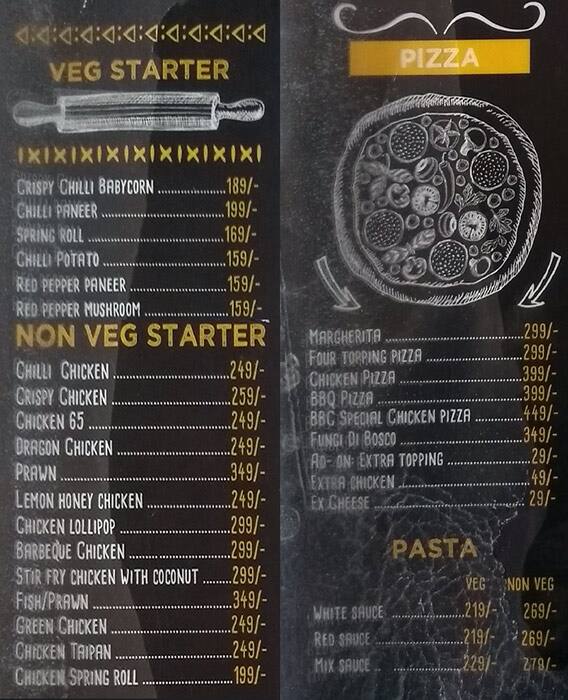 VEG STARTER
CRISPY CHILLI BABYCORN 189/-
CHILLI PANEER 199/-
SPRING ROLL 169/-
CHILLI POTATO 159/-
RED PEPPER PANEER 159/-
RED PEPPER MUSHROOM 159/-
NON VEG STARTER
CHILLI CHICKEN 249/-
CRISPY CHICKEN 259/-
CHICKEN 65 249/-
DRAGON CHICKEN 249/-
PRAWN 349/-
LEMON HONEY CHICKEN 249/-
CHICKEN LOLLIPOP 299/-
BARBEQUE CHICKEN 299/-
STIR FRY CHICKEN WITH COCONUT 299/-
FISH/PRAWN 349/-
GREEN CHICKEN 249/-
CHICKEN TAIPAN 249/-
CHICKEN SPRING ROLL 199/-
PIZZA
MARGHERITA 299/-
FOUR TOPPING PIZZA 299/-
CHICKEN PIZZA 399/-
BBQ PIZZA 399/-
BBC SPECIAL CHICKEN PIZZA 449/-
FUNGI DI BOSCO 349/-
AD-ON: EXTRA TOPPING 29/-
EXTRA CHICKEN 49/-
EX CHEESE 29/-
PASTA
VEG NON VEG
WHITE SAUCE 219/- 269/-
RED SAUCE 219/- 269/-
MIX SAUCE 229/- 279/-